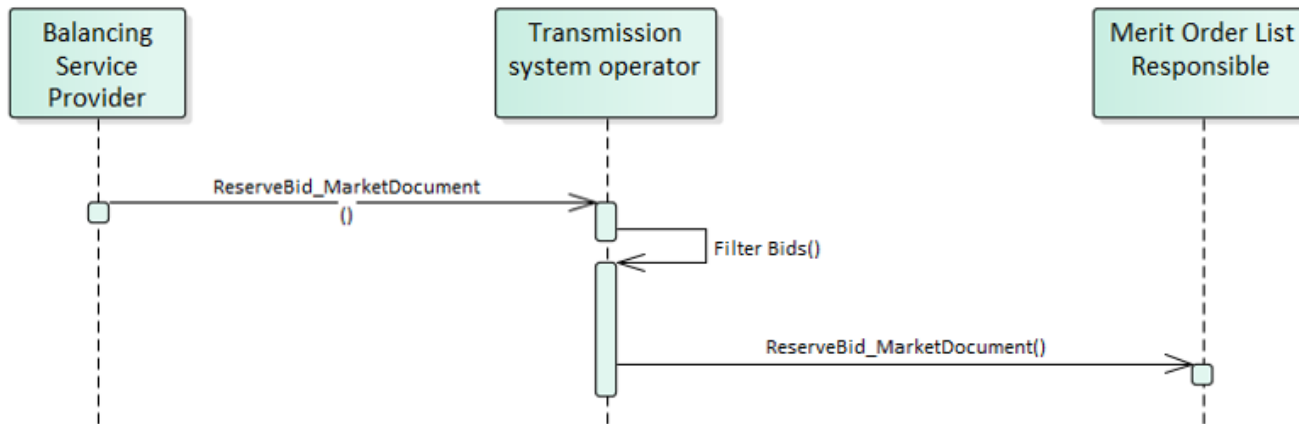 Balancing
Service
Provider
Transmission
system operator
Merit Order List
Responsible
ReserveBid_MarketDocument
()
Filter Bids()
ReserveBid_MarketDocument()